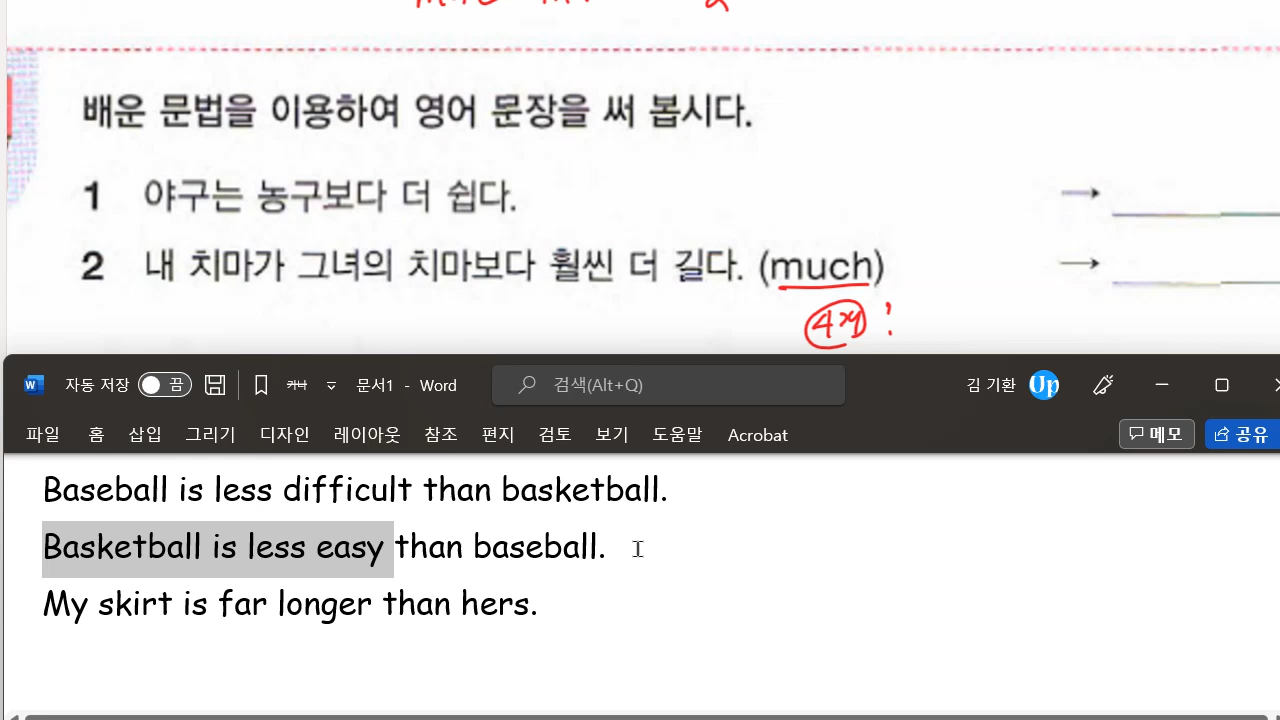 배운 문법을 이용하여 영어 문장을 써 봅시다.
1 야구는 농구보다 더 쉽다. →
2 내 치마가 그녀의 치마보다 훨씬 더 길다. (much) →
자동 저장 끔 가나 문서1 - Word 검색(Alt+Q) 김 기환 Up
파일 홈 삽입 그리기 디자인 레이아웃 참조 편지 검토 보기 도움말 Acrobat 메모 공유
Baseball is less difficult than basketball.
Basketball is less easy than baseball.
My skirt is far longer than hers.